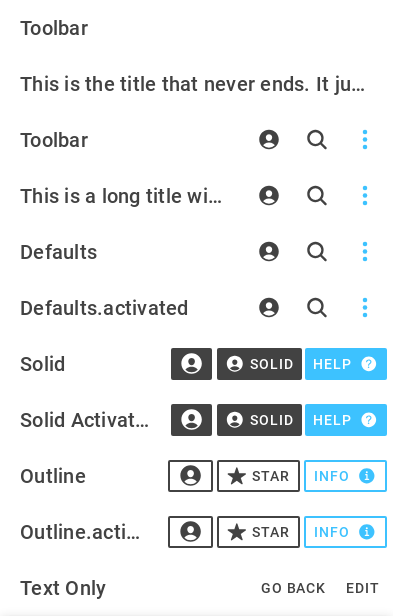 Toolbar
This is the title that never ends. It ju...
Toolbar
This is a long title wi...
Defaults
Defaults.activated
Solid SOLID HELP
Solid Activat... SOLID HELP
Outline STAR INFO
Outline.acti... STAR INFO
Text Only GO BACK EDIT